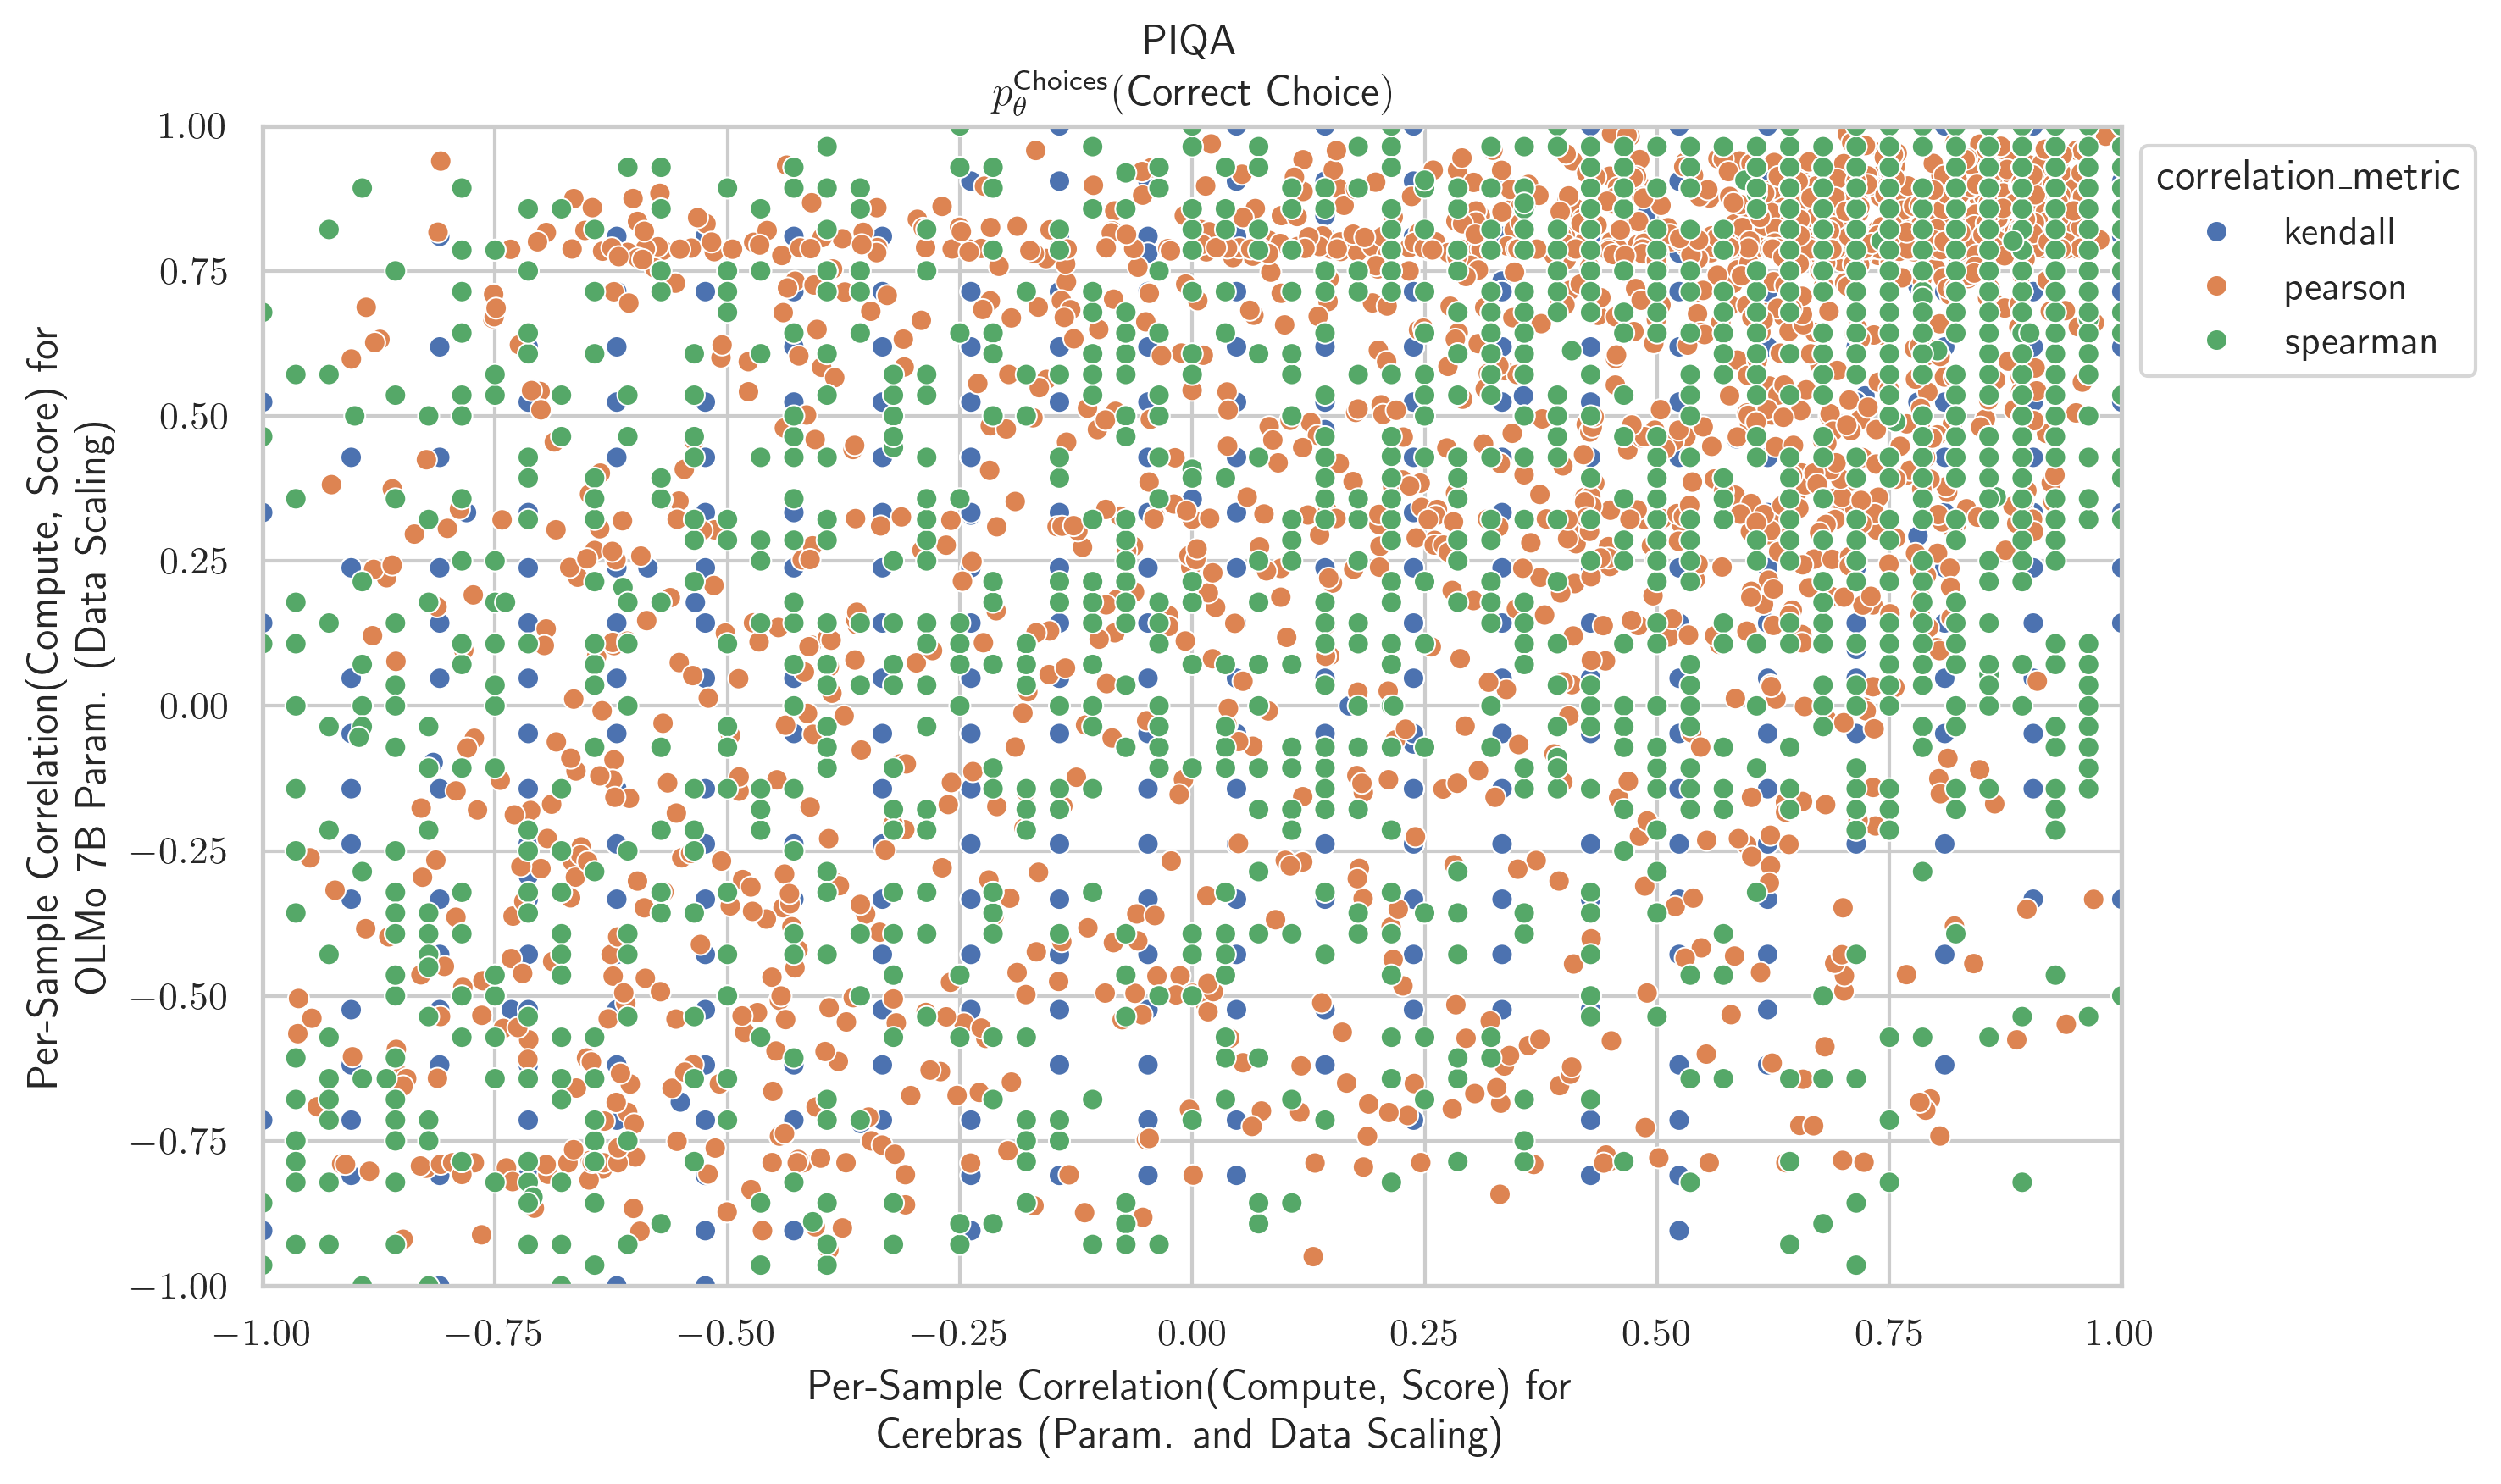 PIQA
p_θ^Choices(Correct Choice)
1.00
0.75
0.50
0.25
0.00
−0.25
−0.50
−0.75
−1.00
−1.00 −0.75 −0.50 −0.25 0.00 0.25 0.50 0.75 1.00
Per-Sample Correlation(Compute, Score) for
OLMo 7B Param. (Data Scaling)
Per-Sample Correlation(Compute, Score) for
Cerebras (Param. and Data Scaling)
correlation_metric
kendall
pearson
spearman